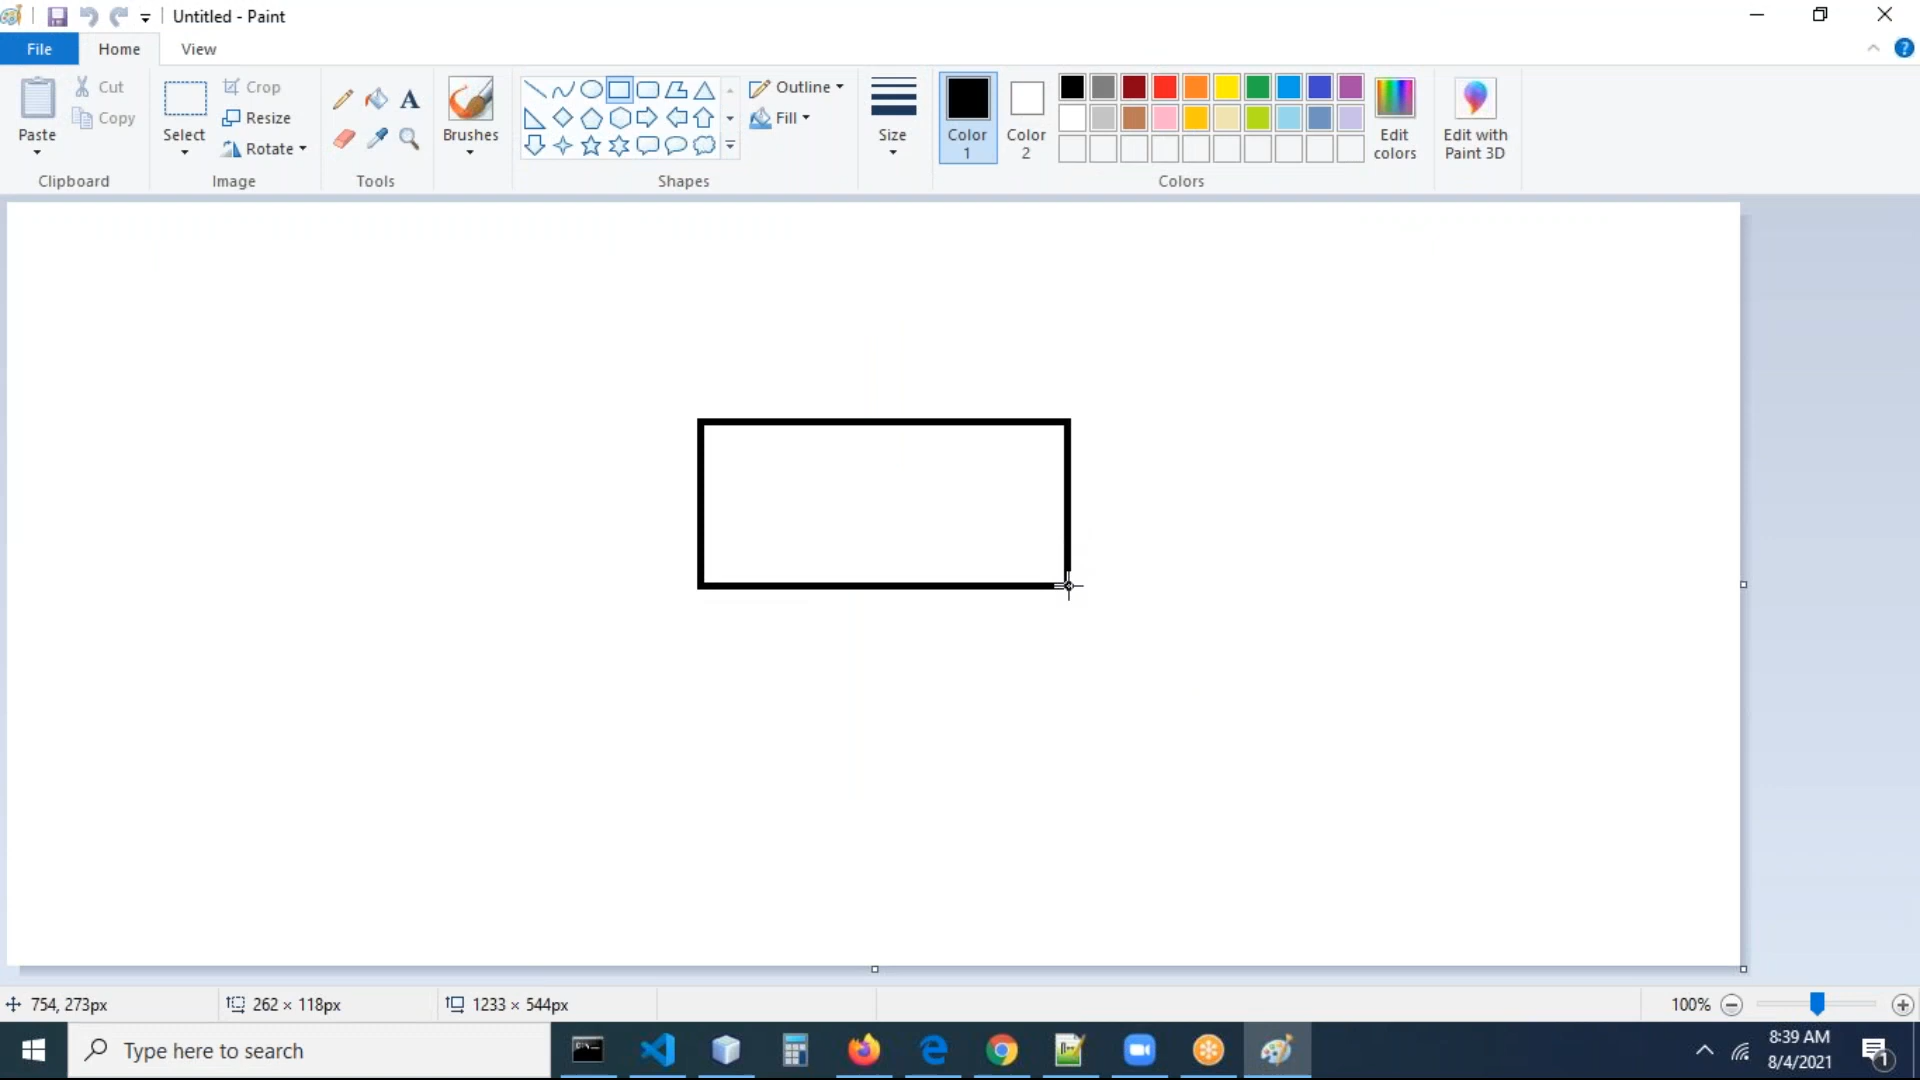 Untitled - Paint
File
Home
View
Paste
Cut
Copy
Clipboard
Select
Crop
Resize
Rotate
Image
Tools
Brushes
Shapes
Outline
Fill
Size
Color
1
Color
2
Colors
Edit
colors
Edit with
Paint 3D
754, 273px
262 × 118px
1233 × 544px
100%
Type here to search
8:39 AM
8/4/2021
1